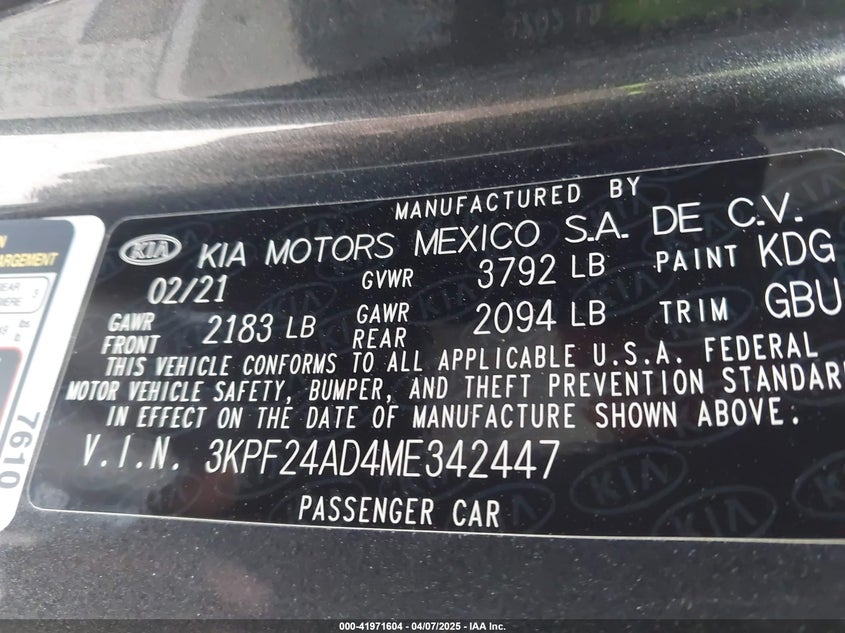 MANUFACTURED BY
KIA KIA MOTORS MEXICO S.A. DE C.V.
02/21 GVWR 3792 LB PAINT KDG
GAWR FRONT 2183 LB GAWR REAR 2094 LB TRIM GBU
THIS VEHICLE CONFORMS TO ALL APPLICABLE U.S.A. FEDERAL
MOTOR VEHICLE SAFETY, BUMPER, AND THEFT PREVENTION STANDAR
IN EFFECT ON THE DATE OF MANUFACTURE SHOWN ABOVE.
V.I.N. 3KPF24AD4ME342447
PASSENGER CAR
7610
000-41971604 | 04/07/2025 | IAA Inc.